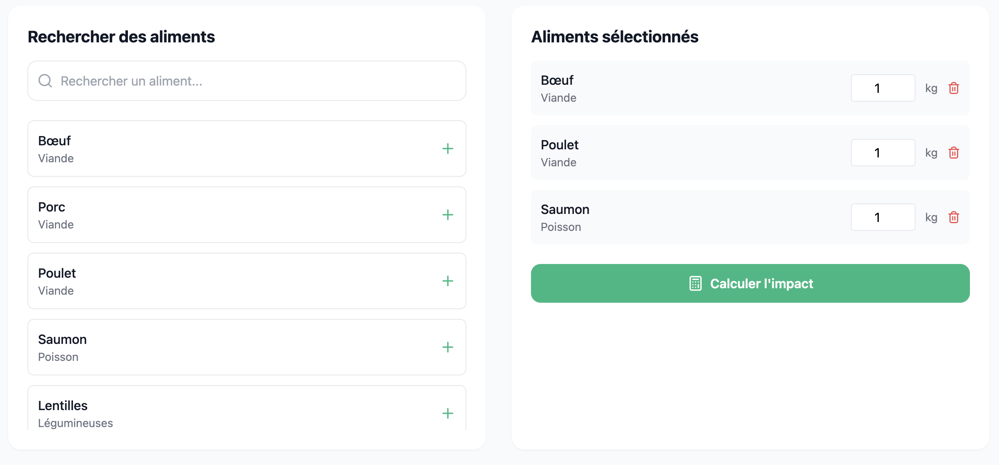 Rechercher des aliments
Rechercher un aliment...
Bœuf
Viande
Porc
Viande
Poulet
Viande
Saumon
Poisson
Lentilles
Légumineuses
Aliments sélectionnés
Bœuf
Viande
1 kg
Poulet
Viande
1 kg
Saumon
Poisson
1 kg
Calculer l'impact